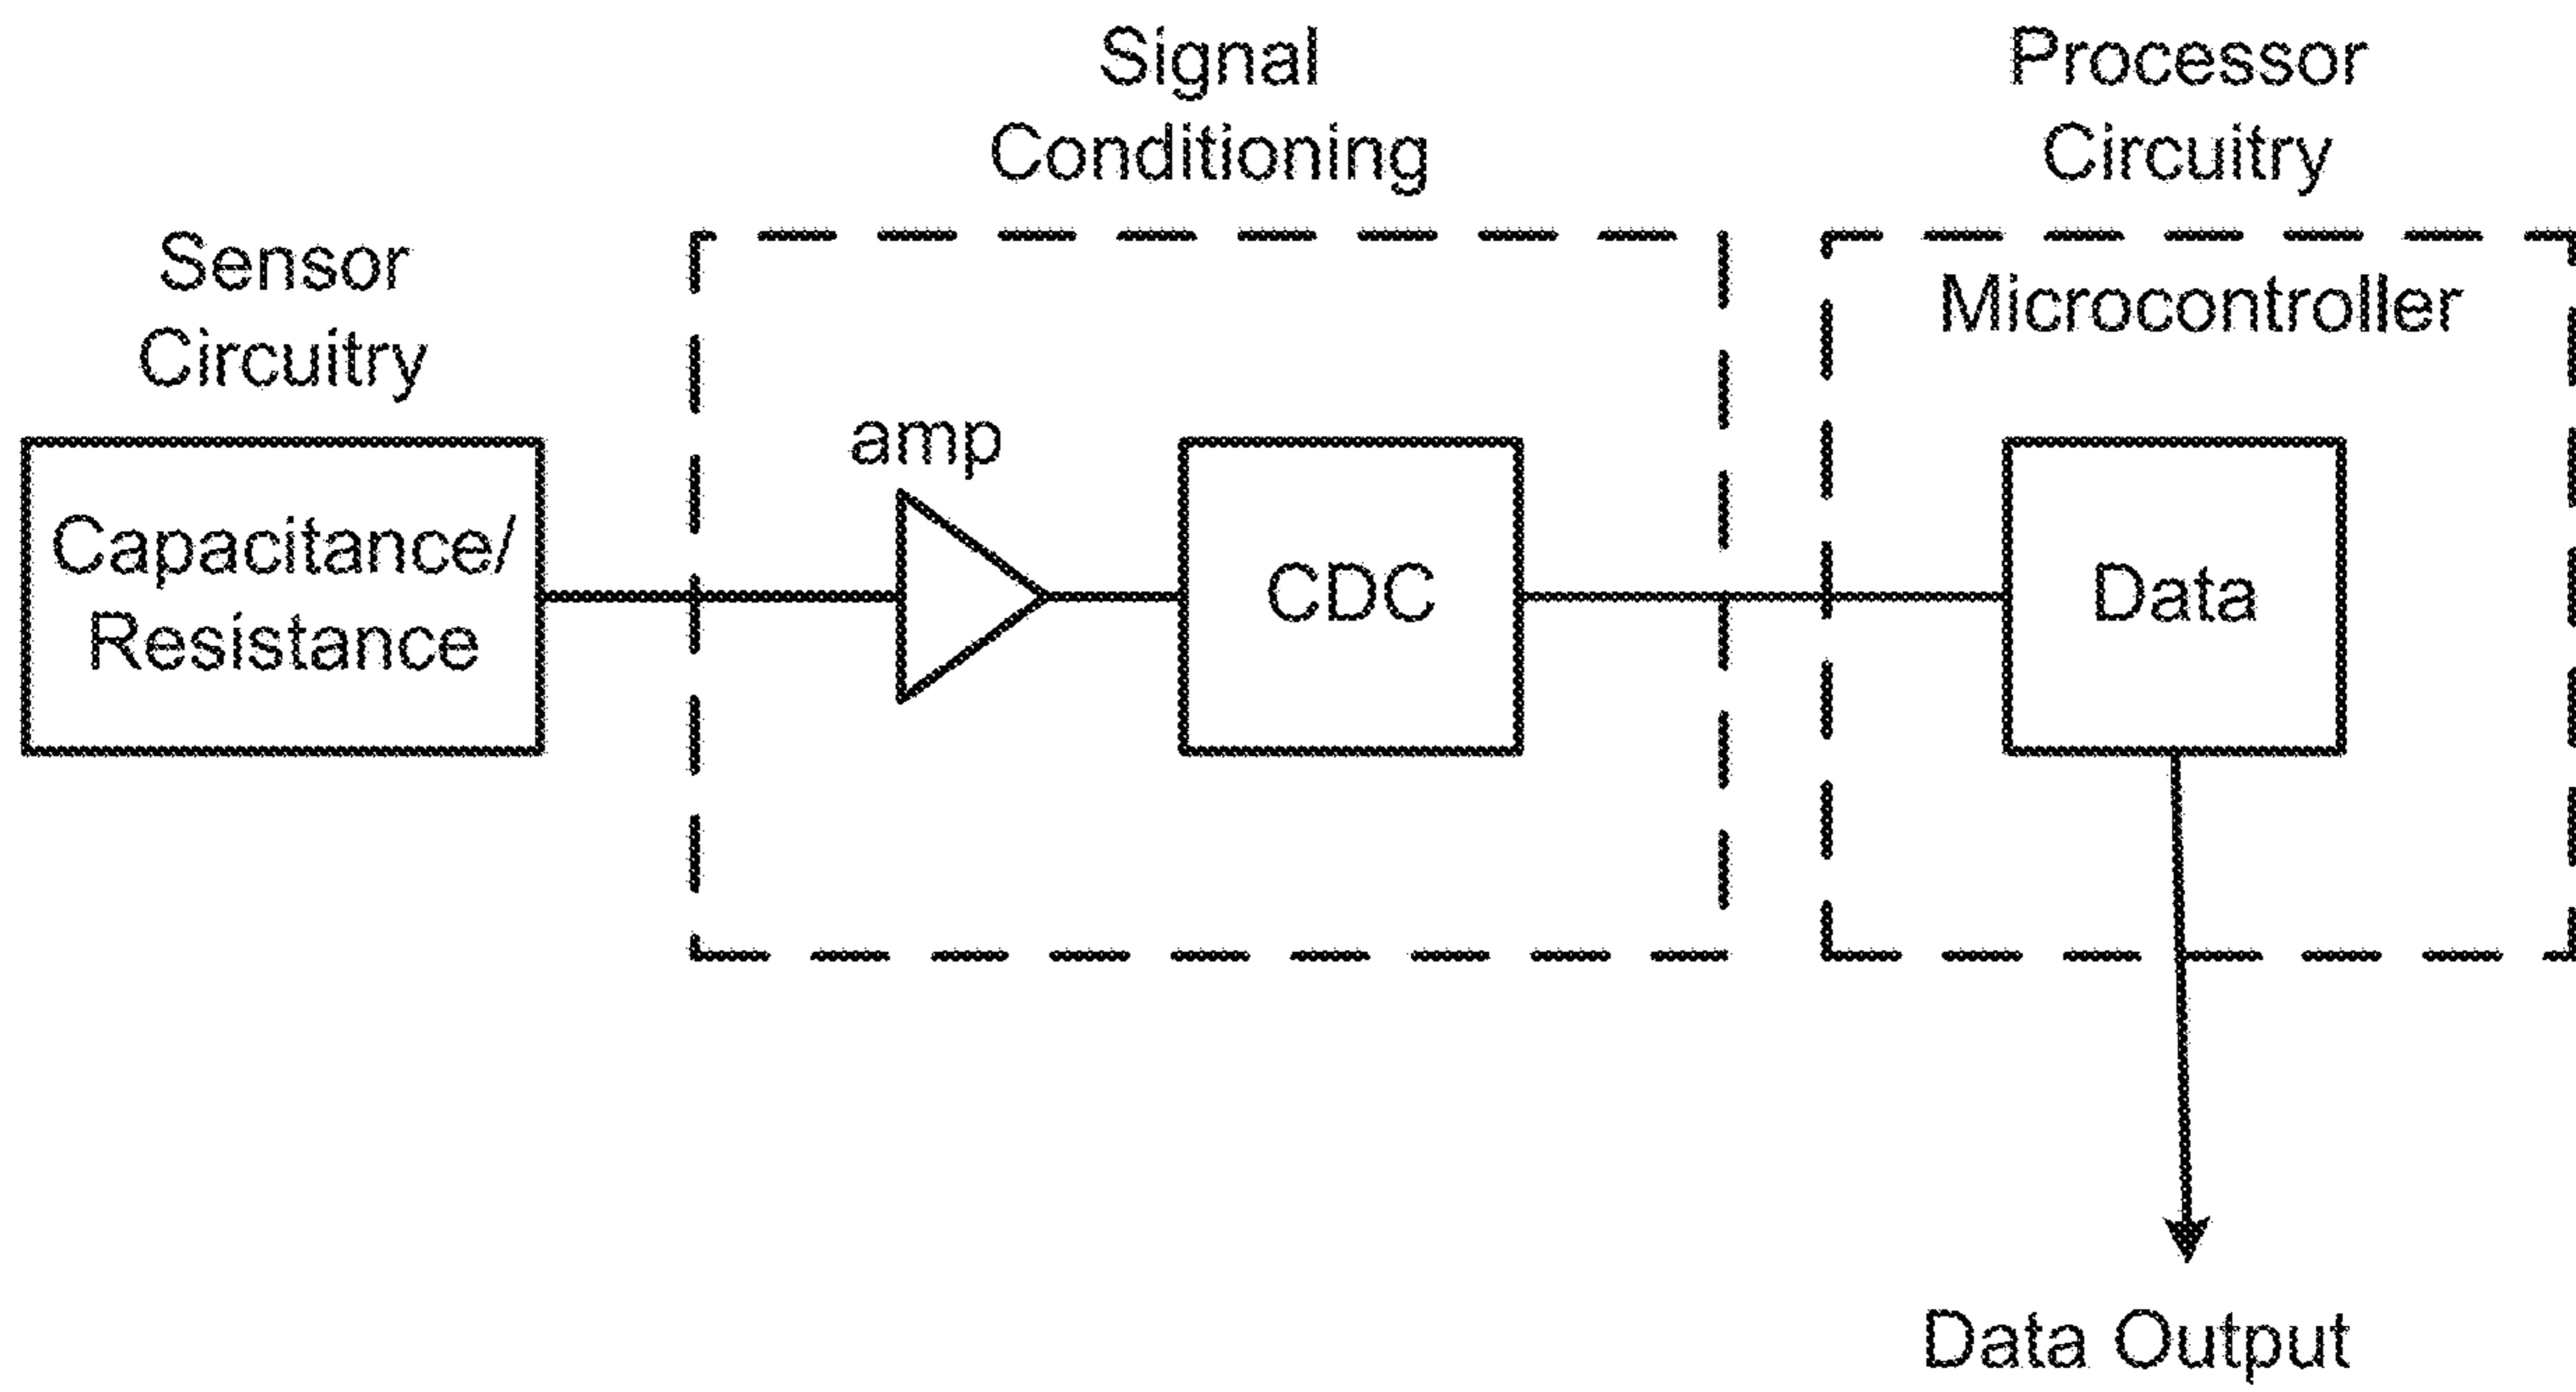 Signal
Conditioning
Processor
Circuitry
Sensor
Circuitry
Microcontroller
amp
Capacitance/
Resistance
CDC
Data
Data Output